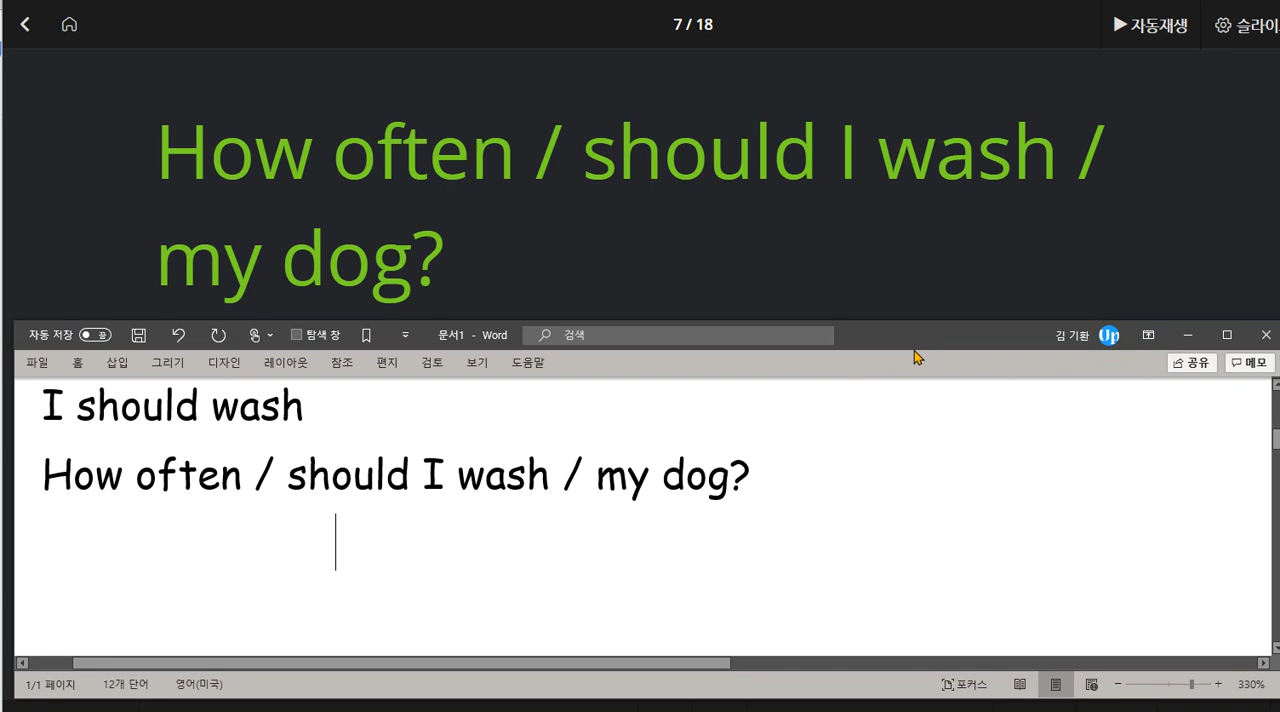 7 / 18
▶ 자동재생
슬라이
How often / should I wash /
my dog?
자동 저장 끔
탐색 창
문서1 - Word
검색
김 기환
Up
파일 홈 삽입 그리기 디자인 레이아웃 참조 편지 검토 보기 도움말
공유 메모
I should wash
How often / should I wash / my dog?
1/1 페이지 12개 단어 영어(미국)
포커스
330%